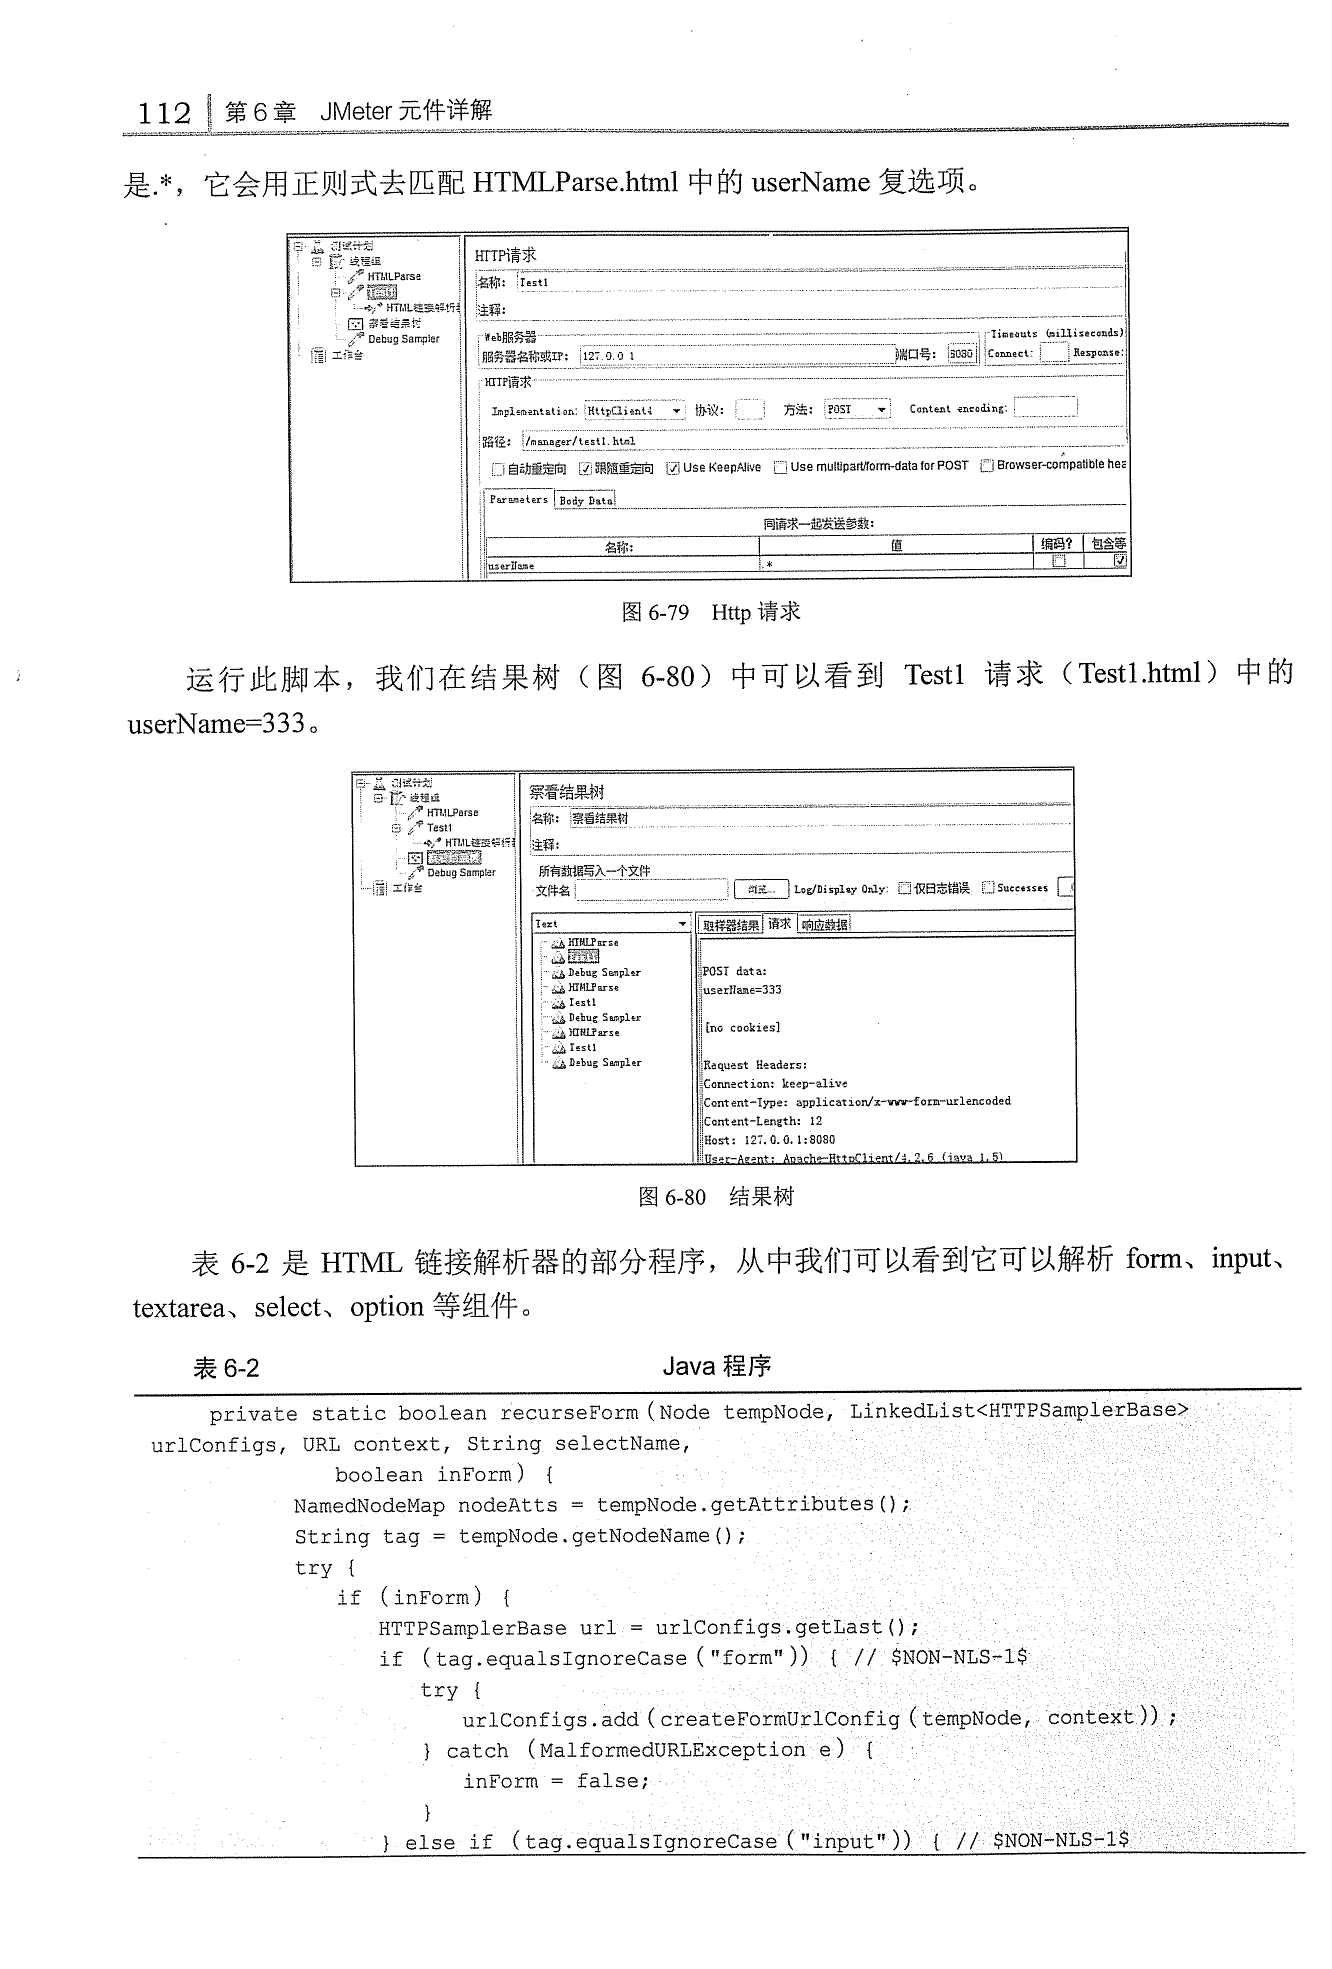 112 第6章 JMeter 元件详解
是.*，它会用正则式去匹配 HTMLParse.html 中的 userName 复选项。
测试计划
线程组
HTMLParse
HTML链接解析
察看结果树
Debug Sampler
工作台
HTTP请求
名称： Test1
注释：
Web服务器
Timeouts (milliseconds)
服务器名称或IP： 127.0.0 1 端口号： 8080 Connect: Response:
HTTP请求
Implementation: HttpClient4 协议： 方法： POST Content encoding:
路径： /manager/test1.html
自动重定向 跟随重定向 Use KeepAlive Use multipart/form-data for POST Browser-compatible hea
Parameters Body Data
同请求一起发送参数：
名称： 值 编码? 包含等
userName .*
图 6-79 Http 请求
运行此脚本，我们在结果树（图 6-80）中可以看到 Test1 请求（Test1.html）中的
userName=333。
测试计划
线程组
HTMLParse
Test1
HTML链接解析
Debug Sampler
工作台
察看结果树
名称： 察看结果树
注释：
所有数据写入一个文件
文件名 浏览... Log/Display Only: 仅日志错误 Successes
Text
HTMLParse
Debug Sampler
HTMLParse
Test1
Debug Sampler
HTMLParse
Test1
Debug Sampler
取样器结果 请求 响应数据
POST data:
userName=333
[no cookies]
Request Headers:
Connection: keep-alive
Content-Type: application/x-www-form-urlencoded
Content-Length: 12
Host: 127.0.0.1:8080
User-Agent: Apache-HttpClient/4.2.6 (java 1.5)
图 6-80 结果树
表 6-2 是 HTML 链接解析器的部分程序，从中我们可以看到它可以解析 form、input、
textarea、select、option 等组件。
表 6-2 Java 程序
private static boolean recurseForm(Node tempNode, LinkedList<HTTPSamplerBase>
urlConfigs, URL context, String selectName,
boolean inForm) {
NamedNodeMap nodeAtts = tempNode.getAttributes();
String tag = tempNode.getNodeName();
try {
if (inForm) {
HTTPSamplerBase url = urlConfigs.getLast();
if (tag.equalsIgnoreCase("form")) { // $NON-NLS-1$
try {
urlConfigs.add(createFormUrlConfig(tempNode, context));
} catch (MalformedURLException e) {
inForm = false;
}
} else if (tag.equalsIgnoreCase("input")) { // $NON-NLS-1$